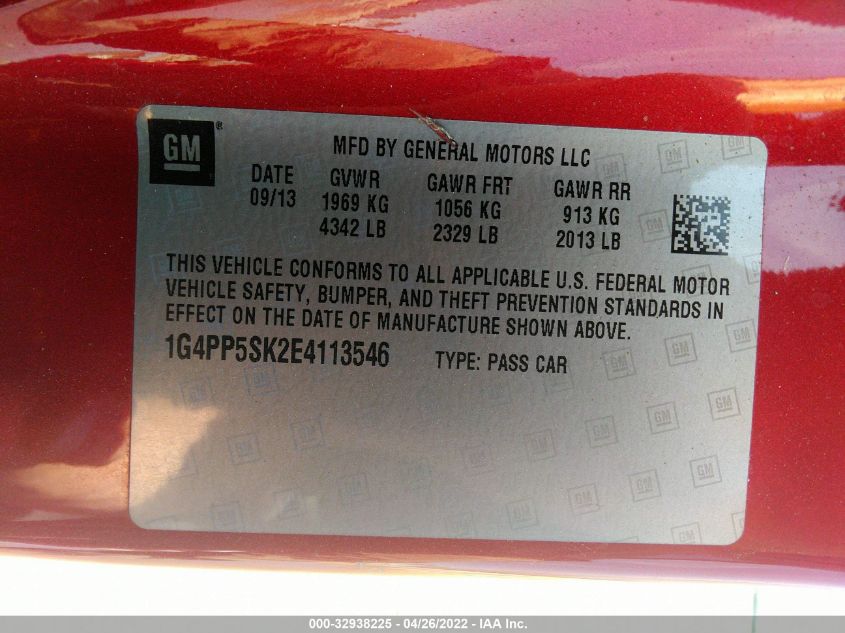 GM®
MFD BY GENERAL MOTORS LLC
DATE GVWR GAWR FRT GAWR RR
09/13 1969 KG 1056 KG 913 KG
4342 LB 2329 LB 2013 LB
THIS VEHICLE CONFORMS TO ALL APPLICABLE U.S. FEDERAL MOTOR
VEHICLE SAFETY, BUMPER, AND THEFT PREVENTION STANDARDS IN
EFFECT ON THE DATE OF MANUFACTURE SHOWN ABOVE.
1G4PP5SK2E4113546 TYPE: PASS CAR
000-32938225 - 04/26/2022 - IAA Inc.